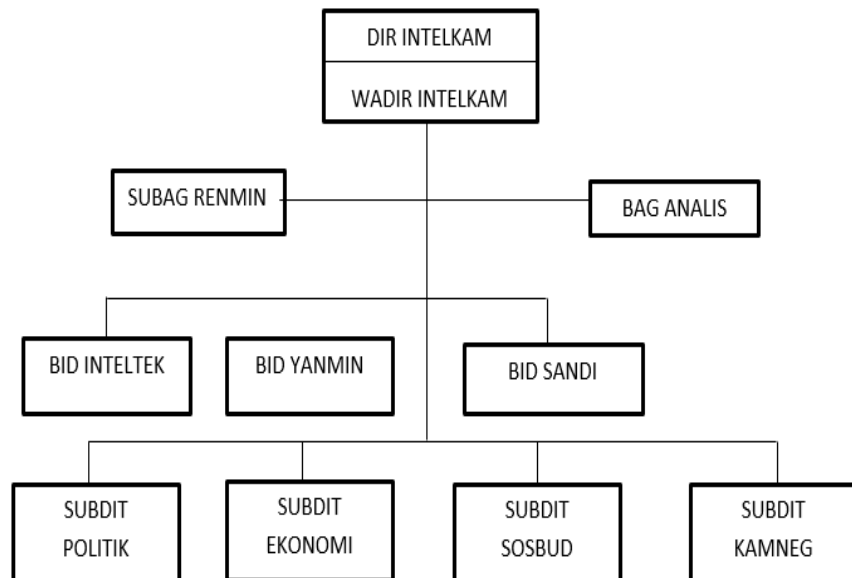 DIR INTELKAM
WADIR INTELKAM
SUBAG RENMIN
BAG ANALIS
BID INTELTEK
BID YANMIN
BID SANDI
SUBDIT
POLITIK
SUBDIT
EKONOMI
SUBDIT
SOSBUD
SUBDIT
KAMNEG